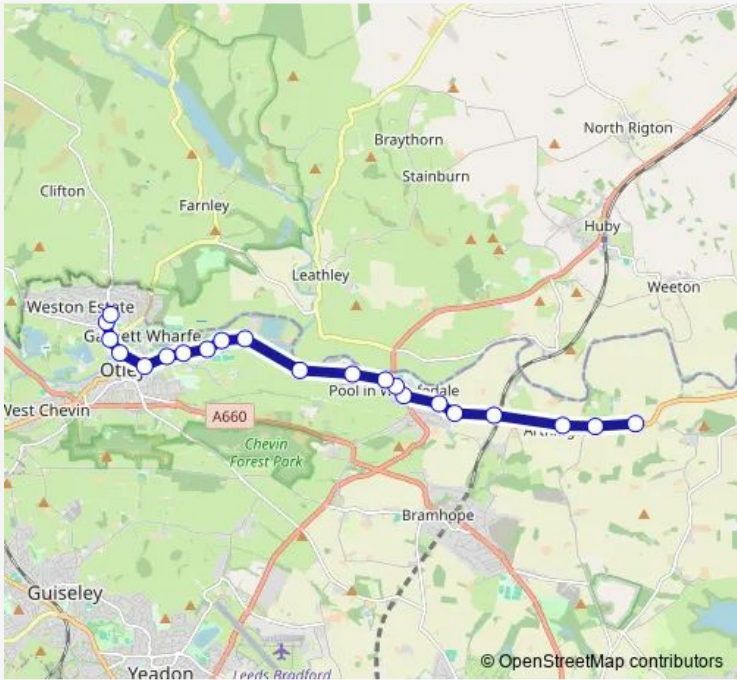 North Rigton
Braythorn
Stainburn
Clifton
Farnley
Huby
Leathley
Weeton
Weston Estate
Wharfe
Pool in
West Chevin
A660
Chevin
Forest Park
Bramhope
Guiseley
Yeadon
Leeds Bradford
© OpenStreetMap contributors